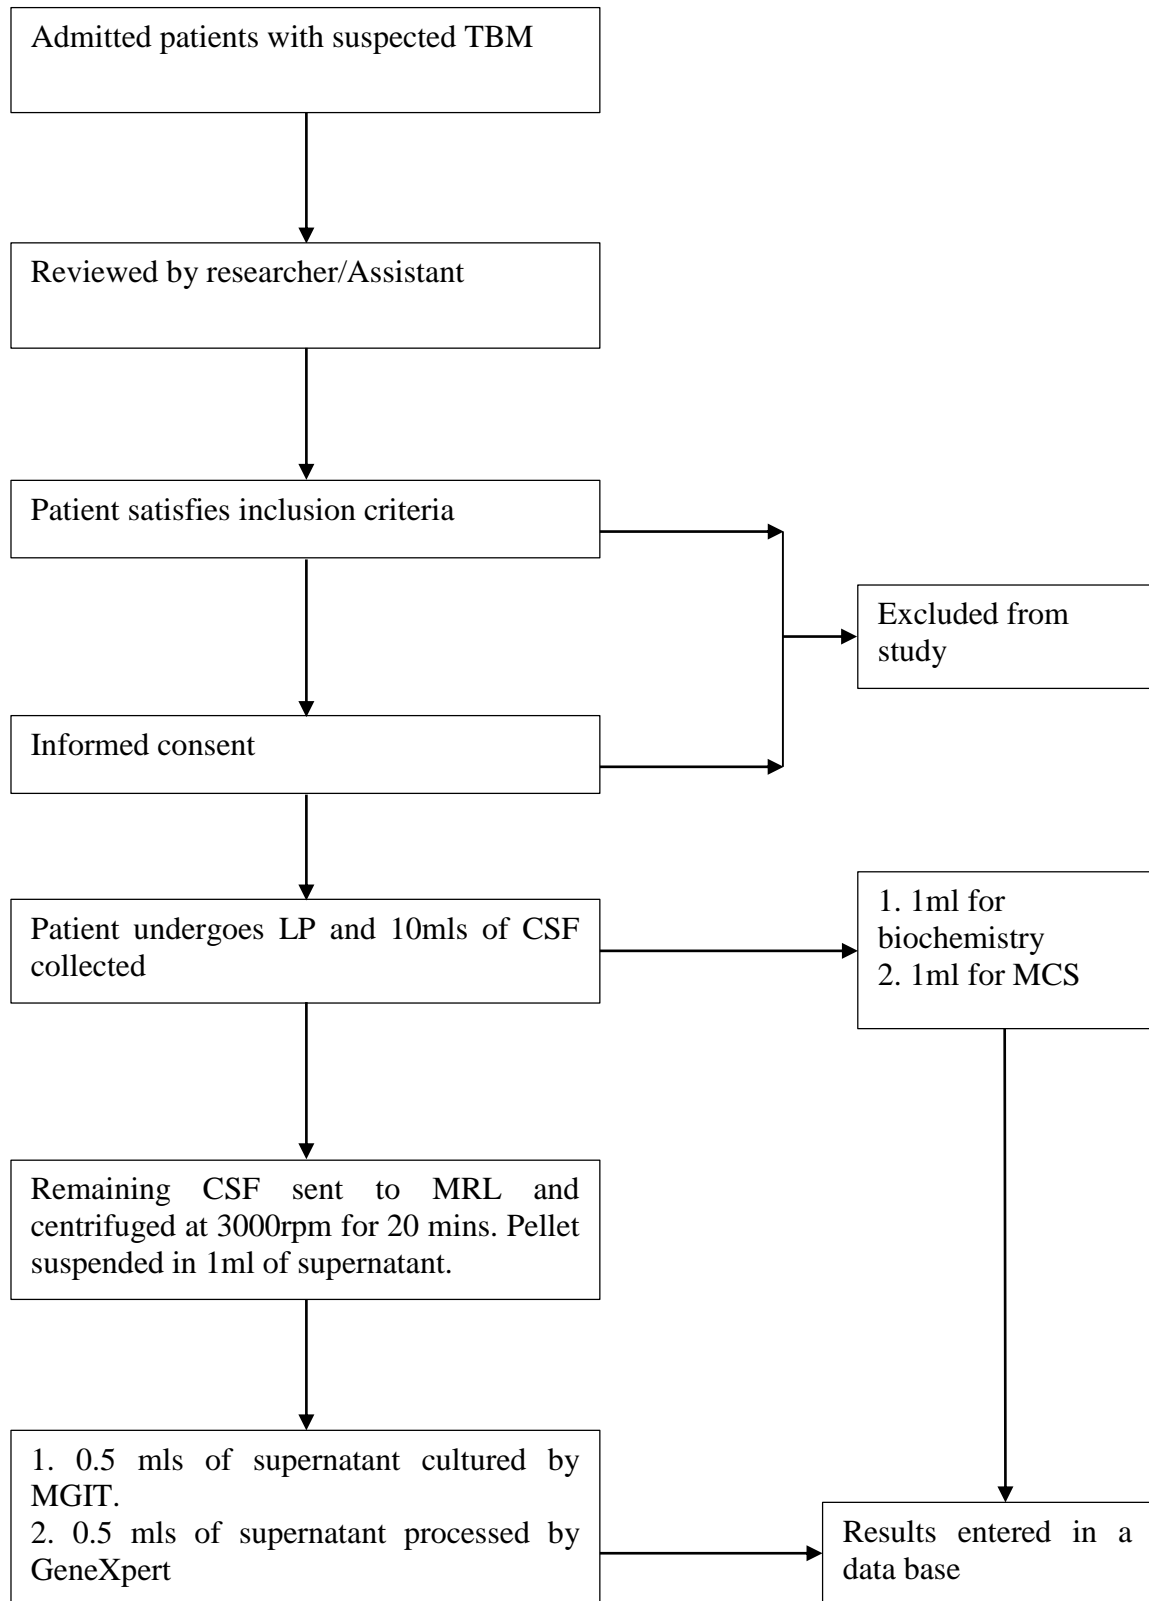 Admitted patients with suspected TBM
Reviewed by researcher/Assistant
Patient satisfies inclusion criteria
Excluded from
study
Informed consent
Patient undergoes LP and 10mls of CSF
collected
1. 1ml for
biochemistry
2. 1ml for MCS
Remaining CSF sent to MRL and
centrifuged at 3000rpm for 20 mins. Pellet
suspended in 1ml of supernatant.
1. 0.5 mls of supernatant cultured by
MGIT.
2. 0.5 mls of supernatant processed by
GeneXpert
Results entered in a
data base